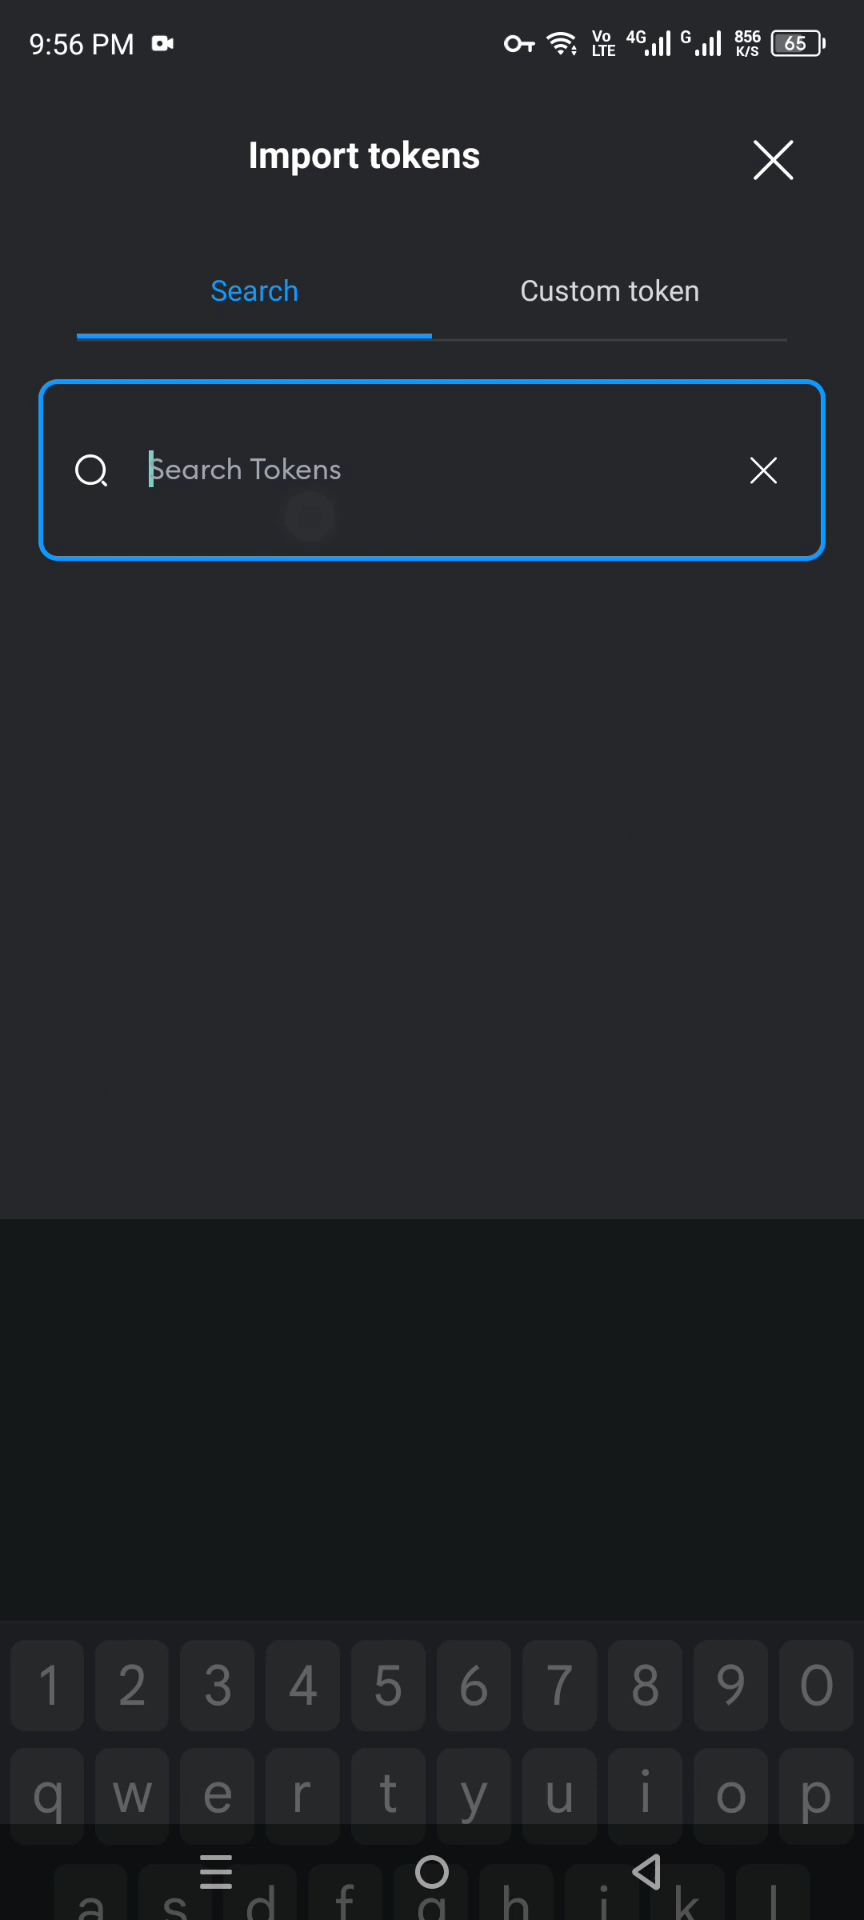 9:56 PM Vo LTE 4G G 856 K/S 65
Import tokens
Search Custom token
Search Tokens
1 2 3 4 5 6 7 8 9 0
q w e r t y u i o p
a s d f g h j k l